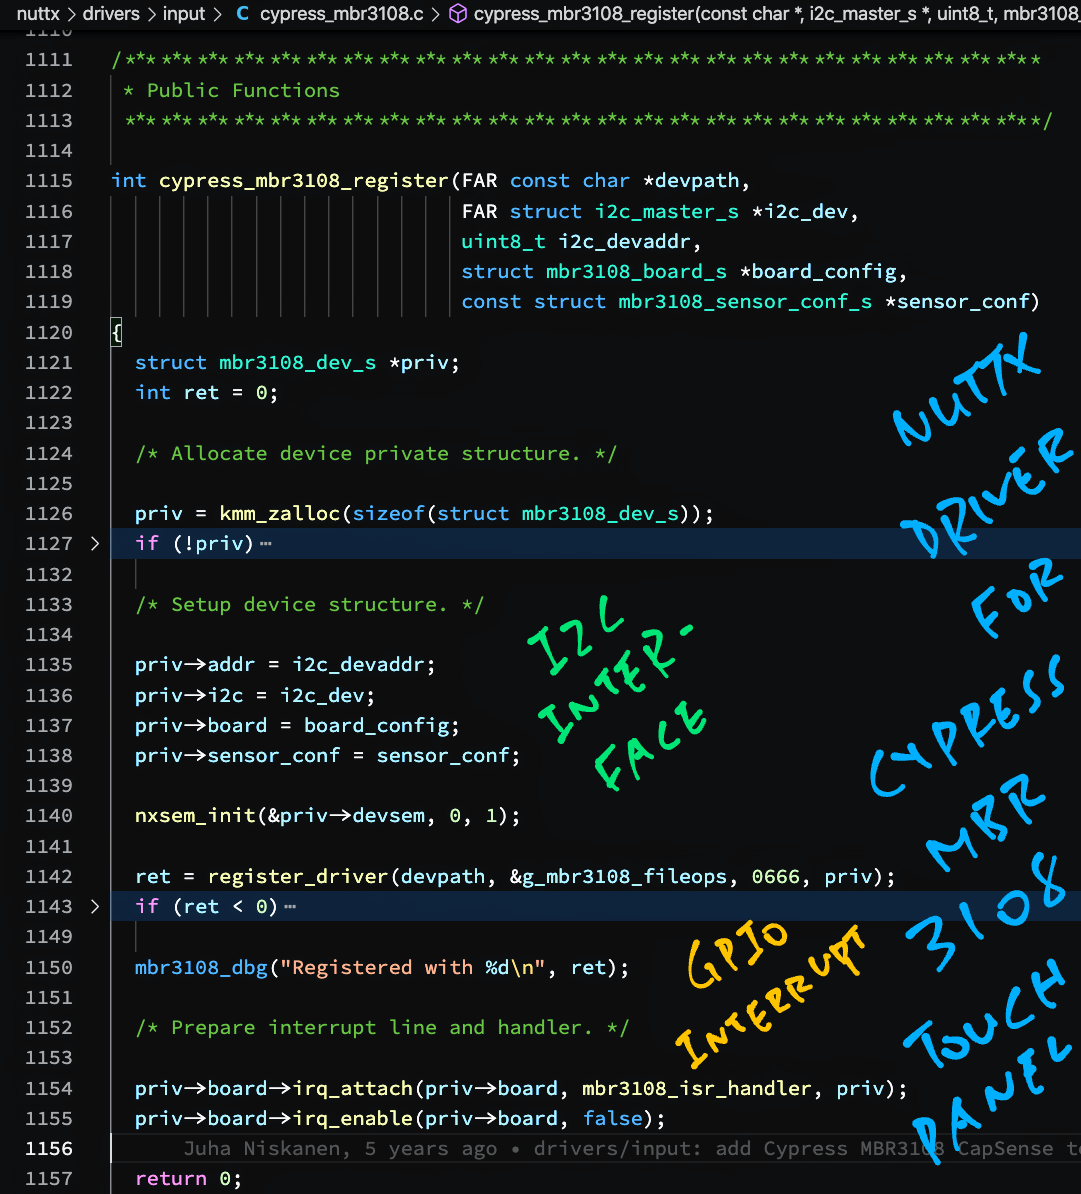 nuttx > drivers > input > C cypress_mbr3108.c > cypress_mbr3108_register(const char *, i2c_master_s *, uint8_t, mbr3108_
1110
1111 /****************************************************************************
1112 * Public Functions
1113 ****************************************************************************/
1114
1115 int cypress_mbr3108_register(FAR const char *devpath,
1116 FAR struct i2c_master_s *i2c_dev,
1117 uint8_t i2c_devaddr,
1118 struct mbr3108_board_s *board_config,
1119 const struct mbr3108_sensor_conf_s *sensor_conf)
1120 {
1121 struct mbr3108_dev_s *priv;
1122 int ret = 0;
1123
1124 /* Allocate device private structure. */
1125
1126 priv = kmm_zalloc(sizeof(struct mbr3108_dev_s));
1127 > if (!priv) ⋯
1132
1133 /* Setup device structure. */
1134
1135 priv->addr = i2c_devaddr;
1136 priv->i2c = i2c_dev;
1137 priv->board = board_config;
1138 priv->sensor_conf = sensor_conf;
1139
1140 nxsem_init(&priv->devsem, 0, 1);
1141
1142 ret = register_driver(devpath, &g_mbr3108_fileops, 0666, priv);
1143 > if (ret < 0) ⋯
1149
1150 mbr3108_dbg("Registered with %d\n", ret);
1151
1152 /* Prepare interrupt line and handler. */
1153
1154 priv->board->irq_attach(priv->board, mbr3108_isr_handler, priv);
1155 priv->board->irq_enable(priv->board, false);
1156 Juha Niskanen, 5 years ago • drivers/input: add Cypress MBR3108 CapSense to
1157 return 0;
NUTTX
DRIVER
FOR
CYPRESS
MBR
3108
TOUCH
PANEL
I2C
INTER-
FACE
GPIO
INTERRUPT